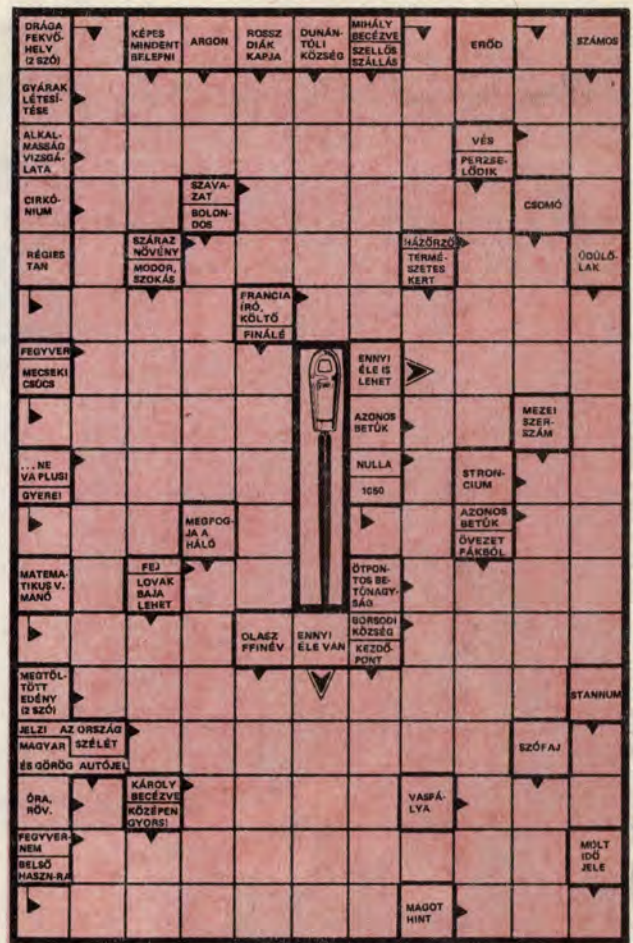 DRÁGA
FEKVŐ-
HELY
(2 SZÓ)
KÉPES
MINDENT
BELEPNI
ARGON
ROSSZ
DIÁK
KAPJA
DUNÁN-
TÚLI
KÖZSÉG
MIHÁLY
BECÉZVE
SZELLŐS
SZÁLLÁS
ERŐD
SZÁMOS
GYÁRAK
LÉTESÍ-
TÉSE
ALKAL-
MASSÁG
VIZSGÁ-
LATA
VÉS
PERZSE-
LŐDIK
CIRKÓ-
NIUM
SZAVA-
ZAT
BOLON-
DOS
CSOMÓ
RÉGIES
TAN
SZÁRAZ
NÖVÉNY
MODOR,
SZOKÁS
HÁZŐRZŐ
TERMÉ-
SZETES
KERT
ÜDÜLŐ-
LAK
FRANCIA
ÍRÓ,
KÖLTŐ
FINÁLÉ
FEGYVER
MECSEKI
CSÚCS
ENNYI
ÉLE IS
LEHET
AZONOS
BETŰK
MEZEI
SZER-
SZÁM
...NE
VA PLUS!
GYERE!
NULLA
1050
STRON-
CIUM
MEGFOG-
JA A
HÁLÓ
AZONOS
BETŰK
ÖVEZET
FÁKBÓL
MATEMA-
TIKUS V.
MANÓ
FEJ
LOVAK
BAJA
LEHET
ÖTPON-
TOS BE-
TŰNAGY-
SÁG
OLASZ
FFINÉV
ENNYI
ÉLE VAN
BORSODI
KÖZSÉG
KEZDŐ-
PONT
MEGTÖL-
TÖTT
EDÉNY
(2 SZÓ)
STANNUM
JELZI AZ ORSZÁG
SZÉLÉT
MAGYAR
ÉS GÖRÖG AUTÓJEL
SZÓFAJ
ÓRA,
RÖV.
KÁROLY
BECÉZVE
KÖZÉPEN
GYORS!
VASPÁ-
LYA
FEGYVER-
NEM
BELSŐ
HASZN-RA
MÚLT
IDŐ
JELE
MAGOT
HINT